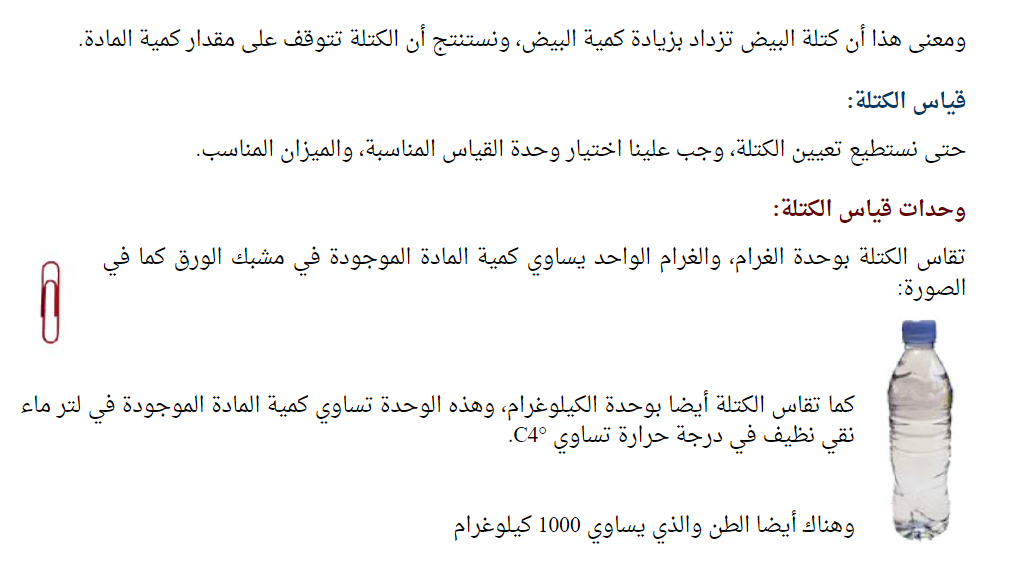 ومعنى هذا أن كتلة البيض تزداد بزيادة كمية البيض، ونستنتج أن الكتلة تتوقف على مقدار كمية المادة.
قياس الكتلة:
حتى نستطيع تعيين الكتلة، وجب علينا اختيار وحدة القياس المناسبة، والميزان المناسب.
وحدات قياس الكتلة:
تقاس الكتلة بوحدة الغرام، والغرام الواحد يساوي كمية المادة الموجودة في مشبك الورق كما في
الصورة:
كما تقاس الكتلة أيضا بوحدة الكيلوغرام، وهذه الوحدة تساوي كمية المادة الموجودة في لتر ماء
نقي نظيف في درجة حرارة تساوي C4°.
وهناك أيضا الطن والذي يساوي 1000 كيلوغرام